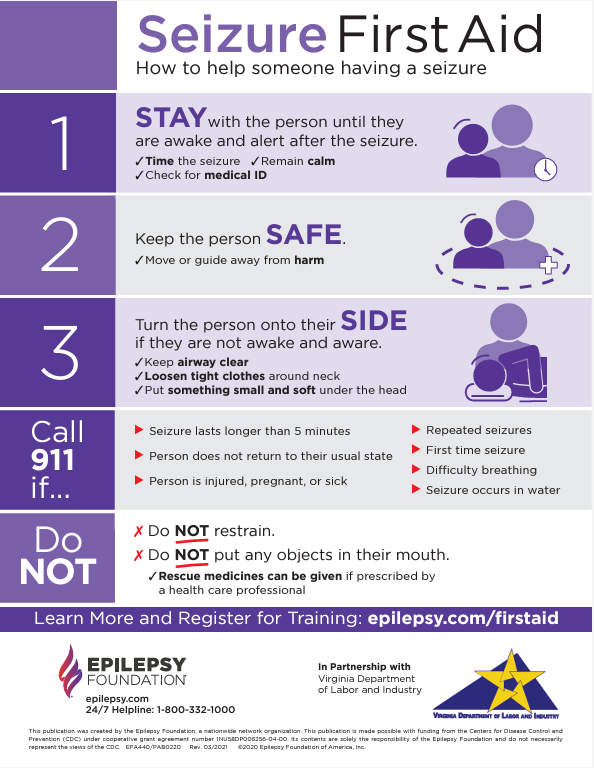 Seizure First Aid
How to help someone having a seizure
1
STAY with the person until they
are awake and alert after the seizure.
✓Time the seizure ✓Remain calm
✓Check for medical ID
2
Keep the person SAFE.
✓Move or guide away from harm
3
Turn the person onto their SIDE
if they are not awake and aware.
✓Keep airway clear
✓Loosen tight clothes around neck
✓Put something small and soft under the head
Call
911
if...
Seizure lasts longer than 5 minutes
Person does not return to their usual state
Person is injured, pregnant, or sick
Repeated seizures
First time seizure
Difficulty breathing
Seizure occurs in water
Do
NOT
✗ Do NOT restrain.
✗ Do NOT put any objects in their mouth.
✓Rescue medicines can be given if prescribed by
a health care professional
Learn More and Register for Training: epilepsy.com/firstaid
EPILEPSY
FOUNDATION
epilepsy.com
24/7 Helpline: 1-800-332-1000
In Partnership with
Virginia Department
of Labor and Industry
VIRGINIA DEPARTMENT OF LABOR AND INDUSTRY
This publication was created by the Epilepsy Foundation, a nationwide network organization. This publication is made possible with funding from the Centers for Disease Control and
Prevention (CDC) under cooperative grant agreement number 1NU58DP006256-04-00. Its contents are solely the responsibility of the Epilepsy Foundation and do not necessarily
represent the views of the CDC. EFA440/PAB0220 Rev. 03/2021 ©2020 Epilepsy Foundation of America, Inc.